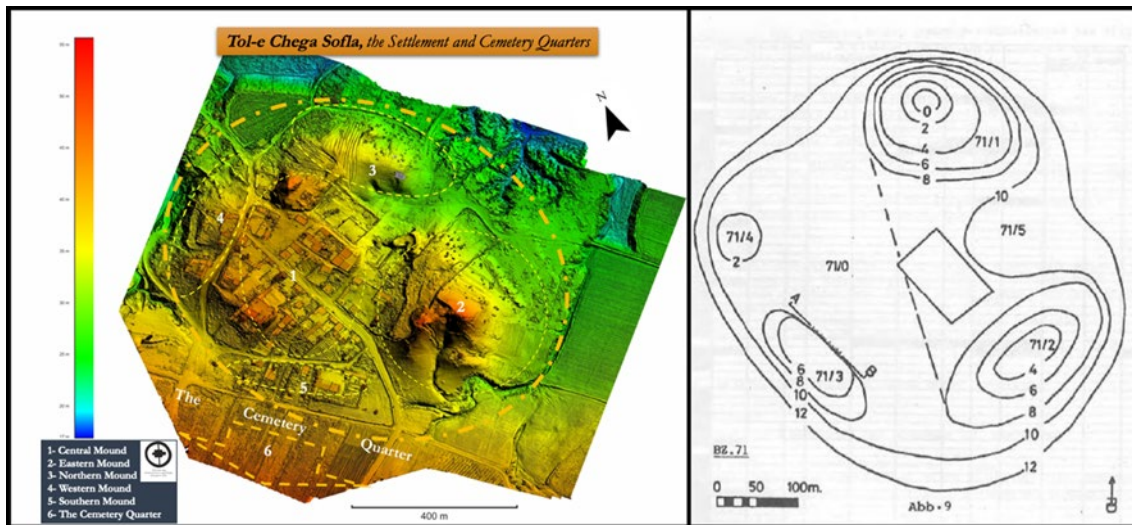 Tol-e Chega Sofla, the Settlement and Cemetery Quarters
N
3
4
1
2
5
The Cemetery Quarter
6
1- Central Mound
2- Eastern Mound
3- Northern Mound
4- Western Mound
5- Southern Mound
6- The Cemetery Quarter
400 m
0
2
4
6
8
71/1
10
71/4
2
71/5
71/0
A
B
71/3
6
8
10
12
71/2
4
6
8
10
12
BZ.71
0 50 100m.
Abb. 9